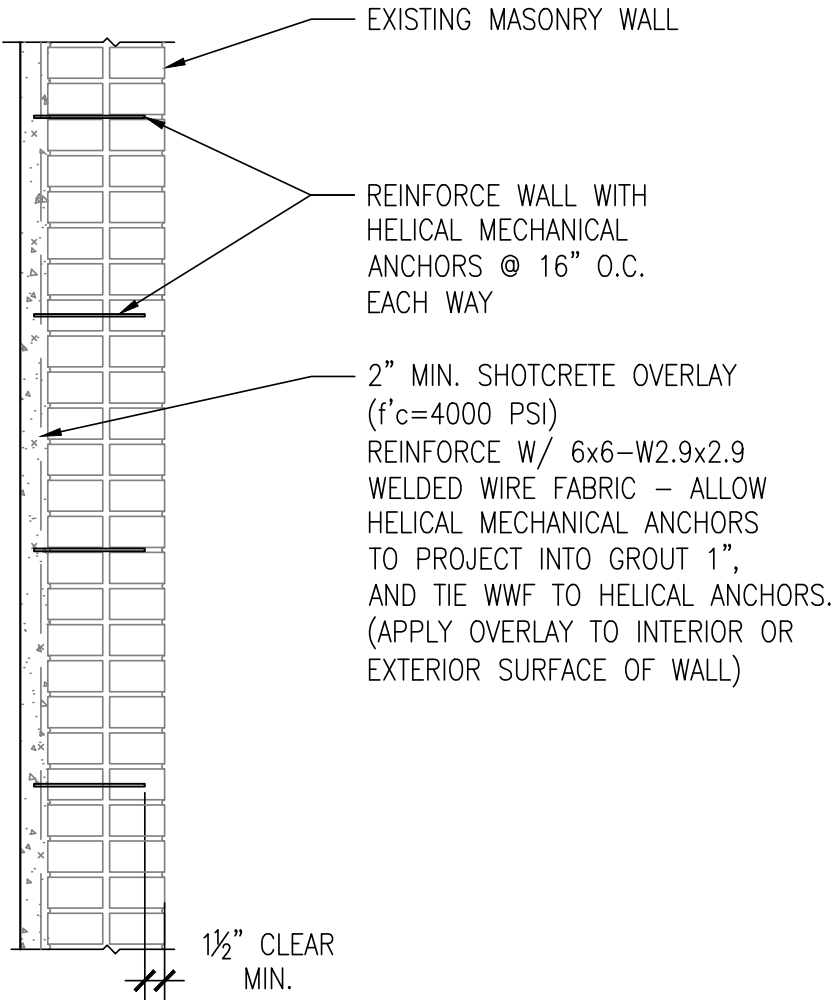 EXISTING MASONRY WALL
REINFORCE WALL WITH
HELICAL MECHANICAL
ANCHORS @ 16” O.C.
EACH WAY
2” MIN. SHOTCRETE OVERLAY
(f'c=4000 PSI)
REINFORCE W/ 6x6–W2.9x2.9
WELDED WIRE FABRIC – ALLOW
HELICAL MECHANICAL ANCHORS
TO PROJECT INTO GROUT 1”,
AND TIE WWF TO HELICAL ANCHORS.
(APPLY OVERLAY TO INTERIOR OR
EXTERIOR SURFACE OF WALL)
1½” CLEAR
MIN.